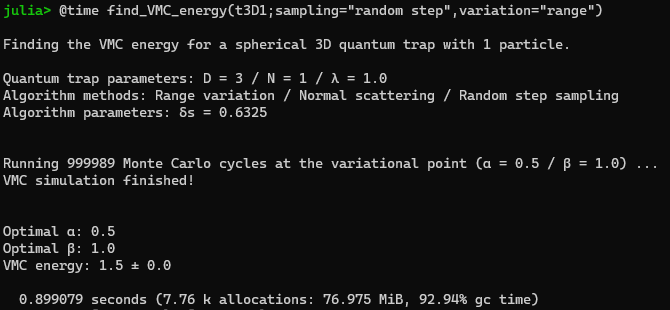 julia> @time find_VMC_energy(t3D1;sampling="random step",variation="range")
Finding the VMC energy for a spherical 3D quantum trap with 1 particle.
Quantum trap parameters: D = 3 / N = 1 / λ = 1.0
Algorithm methods: Range variation / Normal scattering / Random step sampling
Algorithm parameters: δs = 0.6325
Running 999989 Monte Carlo cycles at the variational point (α = 0.5 / β = 1.0) ...
VMC simulation finished!
Optimal α: 0.5
Optimal β: 1.0
VMC energy: 1.5 ± 0.0
0.899079 seconds (7.76 k allocations: 76.975 MiB, 92.94% gc time)